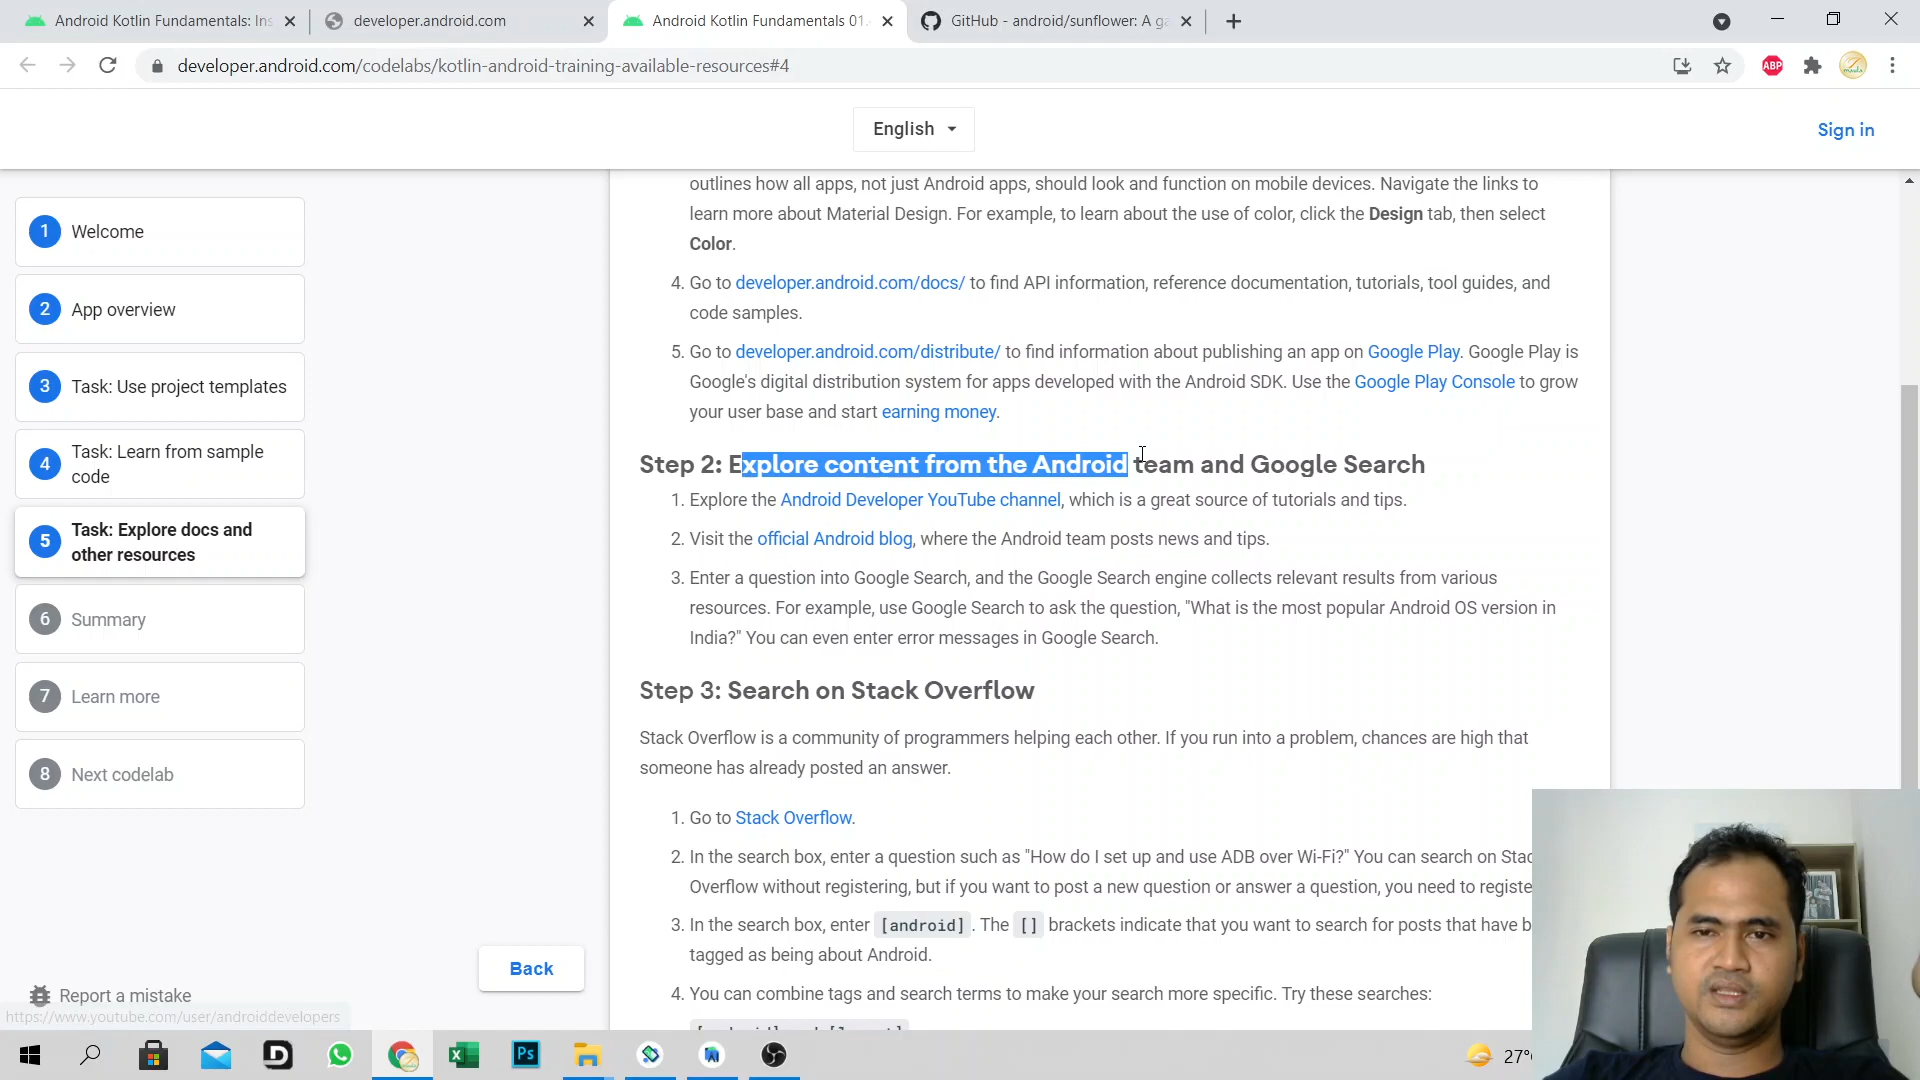 Android Kotlin Fundamentals: Ins
developer.android.com
Android Kotlin Fundamentals 01.
GitHub - android/sunflower: A ga
developer.android.com/codelabs/kotlin-android-training-available-resources#4
ABP
English
Sign in
1 Welcome
2 App overview
3 Task: Use project templates
4 Task: Learn from sample
code
5 Task: Explore docs and
other resources
6 Summary
7 Learn more
8 Next codelab
outlines how all apps, not just Android apps, should look and function on mobile devices. Navigate the links to
learn more about Material Design. For example, to learn about the use of color, click the Design tab, then select
Color.
4. Go to developer.android.com/docs/ to find API information, reference documentation, tutorials, tool guides, and
code samples.
5. Go to developer.android.com/distribute/ to find information about publishing an app on Google Play. Google Play is
Google's digital distribution system for apps developed with the Android SDK. Use the Google Play Console to grow
your user base and start earning money.
Step 2: Explore content from the Android team and Google Search
1. Explore the Android Developer YouTube channel, which is a great source of tutorials and tips.
2. Visit the official Android blog, where the Android team posts news and tips.
3. Enter a question into Google Search, and the Google Search engine collects relevant results from various
resources. For example, use Google Search to ask the question, "What is the most popular Android OS version in
India?" You can even enter error messages in Google Search.
Step 3: Search on Stack Overflow
Stack Overflow is a community of programmers helping each other. If you run into a problem, chances are high that
someone has already posted an answer.
1. Go to Stack Overflow.
2. In the search box, enter a question such as "How do I set up and use ADB over Wi-Fi?" You can search on Stac
Overflow without registering, but if you want to post a new question or answer a question, you need to registe
3. In the search box, enter [android]. The [] brackets indicate that you want to search for posts that have b
tagged as being about Android.
4. You can combine tags and search terms to make your search more specific. Try these searches:
Back
Report a mistake
https://www.youtube.com/user/androiddevelopers
Ps
27°